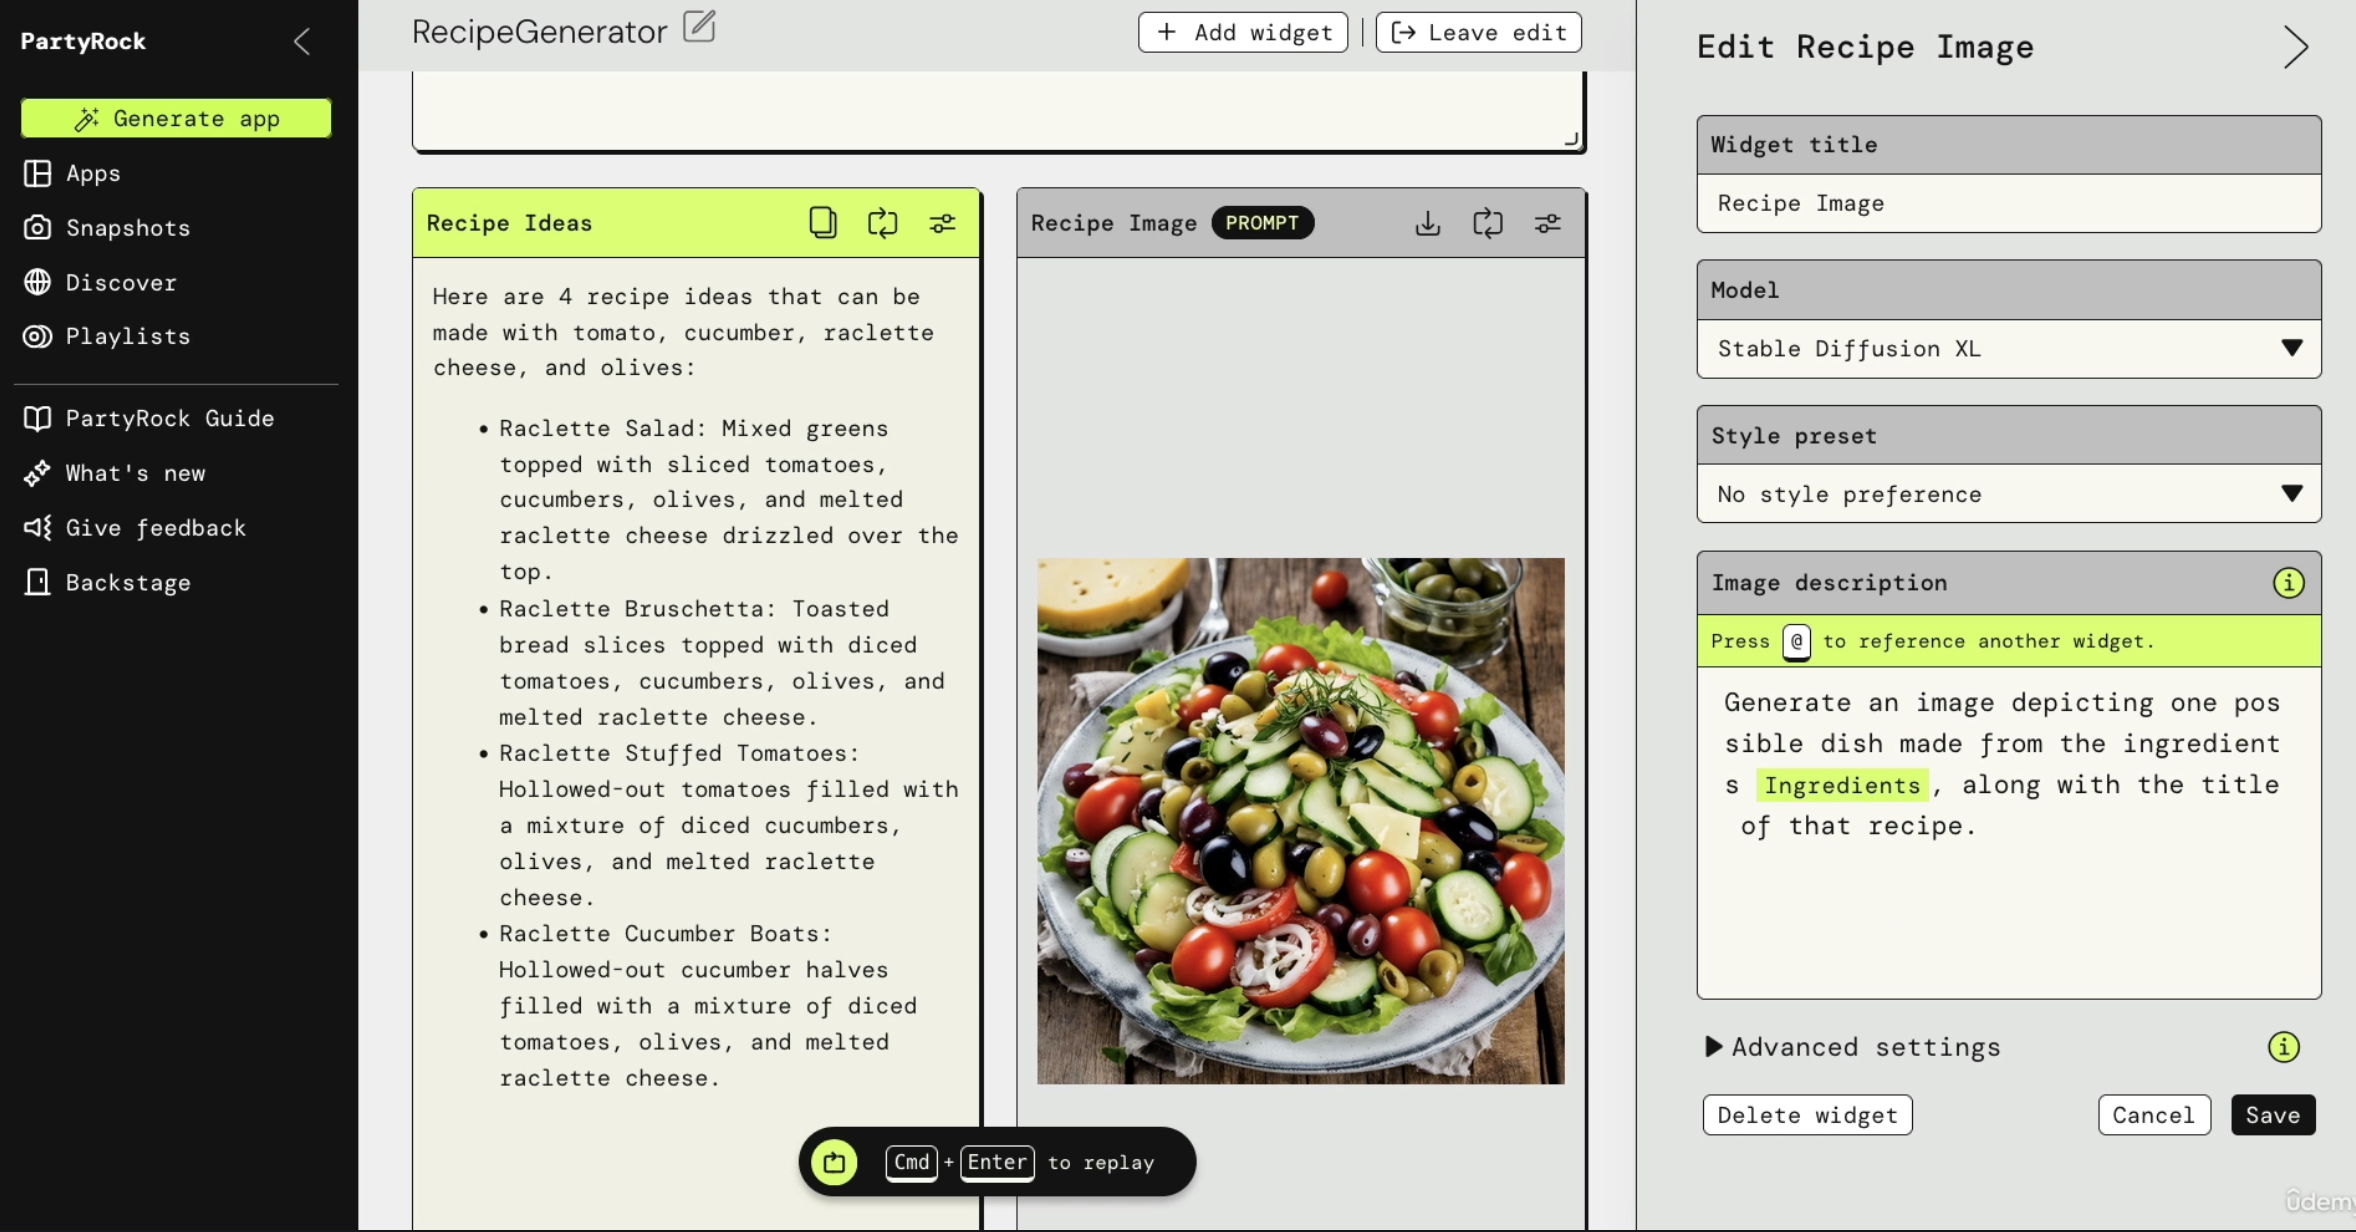 PartyRock
Generate app
Apps
Snapshots
Discover
Playlists
PartyRock Guide
What's new
Give feedback
Backstage
RecipeGenerator
+ Add widget
Leave edit
Recipe Ideas
Here are 4 recipe ideas that can be
made with tomato, cucumber, raclette
cheese, and olives:
• Raclette Salad: Mixed greens
topped with sliced tomatoes,
cucumbers, olives, and melted
raclette cheese drizzled over the
top.
• Raclette Bruschetta: Toasted
bread slices topped with diced
tomatoes, cucumbers, olives, and
melted raclette cheese.
• Raclette Stuffed Tomatoes:
Hollowed-out tomatoes filled with
a mixture of diced cucumbers,
olives, and melted raclette
cheese.
• Raclette Cucumber Boats:
Hollowed-out cucumber halves
filled with a mixture of diced
tomatoes, olives, and melted
raclette cheese.
Recipe Image PROMPT
Cmd + Enter to replay
Edit Recipe Image
Widget title
Recipe Image
Model
Stable Diffusion XL
Style preset
No style preference
Image description
Press @ to reference another widget.
Generate an image depicting one pos
sible dish made from the ingredient
s Ingredients, along with the title
of that recipe.
Advanced settings
Delete widget
Cancel
Save
ûdemy